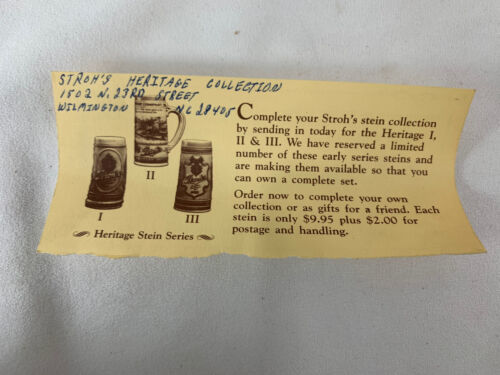 STROH'S HERITAGE COLLECTION
1502 N. 23RD STREET
WILMINGTON NC 28405
Complete your Stroh's stein collection
by sending in today for the Heritage I,
II & III. We have reserved a limited
number of these early series steins and
are making them available so that you
can own a complete set.
Order now to complete your own
collection or as gifts for a friend. Each
stein is only $9.95 plus $2.00 for
postage and handling.
II
I
III
Heritage Stein Series